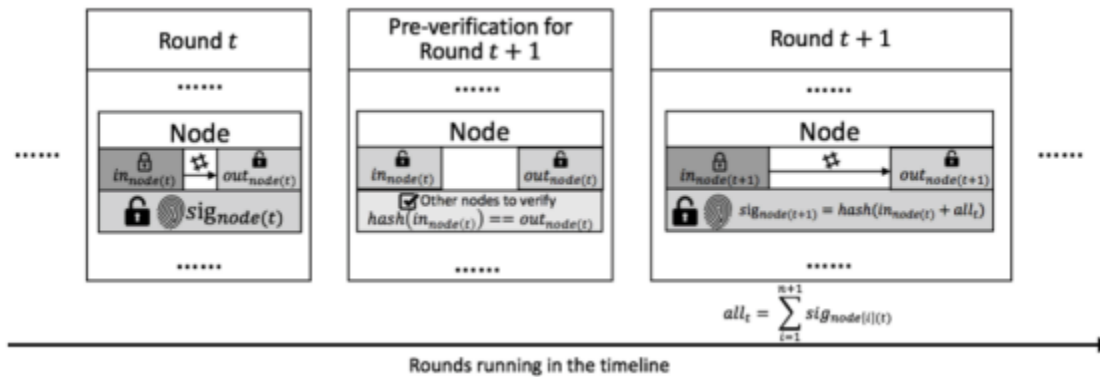 Round t
......
Node
in_node(t) out_node(t)
sig_node(t)
......
......
Pre-verification for
Round t + 1
......
Node
in_node(t) out_node(t)
Other nodes to verify
hash(in_node(t)) == out_node(t)
......
Round t + 1
......
Node
in_node(t+1) out_node(t+1)
sig_node(t+1) = hash(in_node(t) + all_t)
......
......
all_t = \sum_{i=1}^{n+1} sig_node[i](t)
Rounds running in the timeline